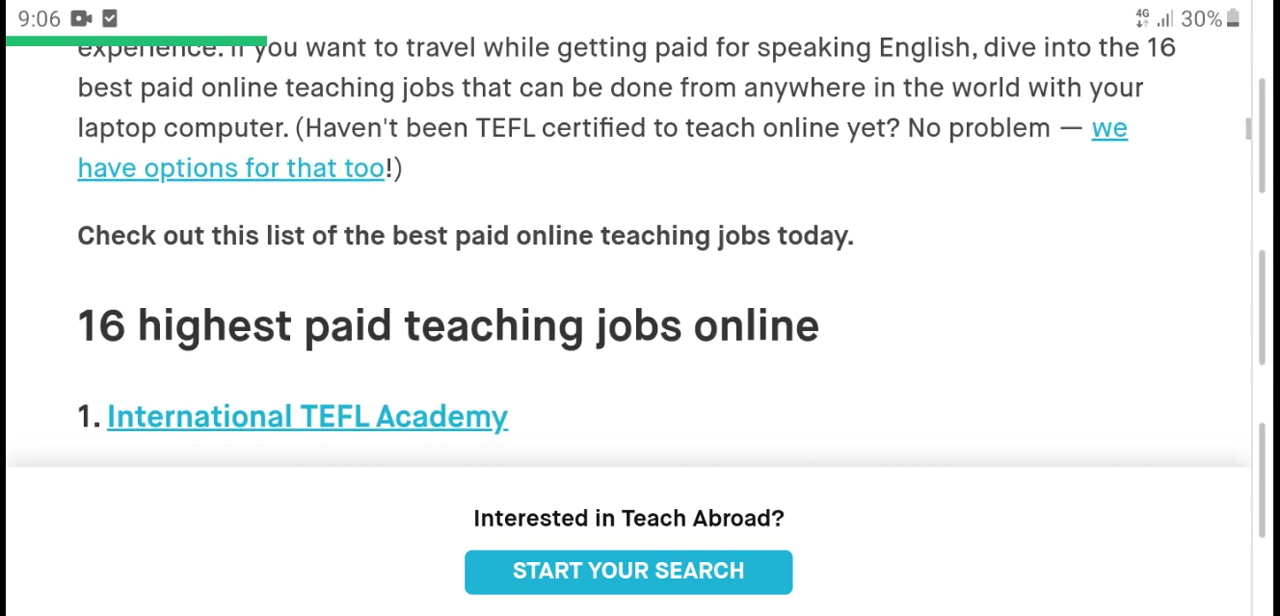 9:06
4G
30%
experience. If you want to travel while getting paid for speaking English, dive into the 16
best paid online teaching jobs that can be done from anywhere in the world with your
laptop computer. (Haven't been TEFL certified to teach online yet? No problem — we
have options for that too!)
Check out this list of the best paid online teaching jobs today.
16 highest paid teaching jobs online
1. International TEFL Academy
Interested in Teach Abroad?
START YOUR SEARCH